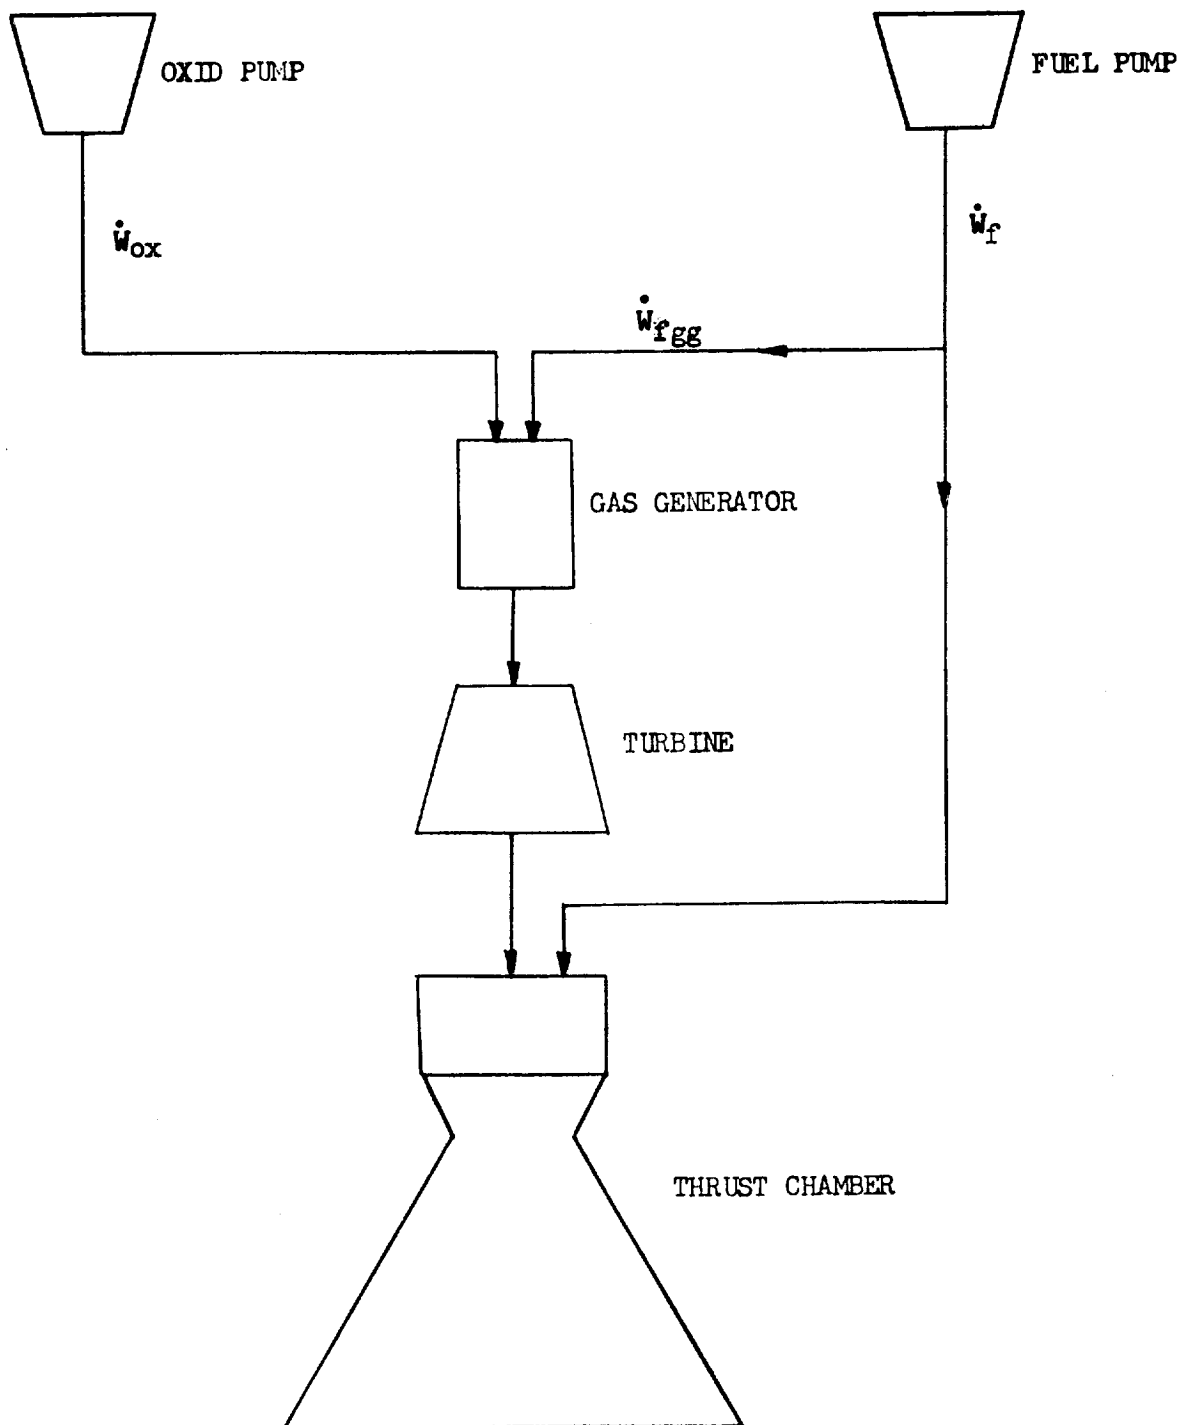 OXID PUMP
FUEL PUMP
Ẇox
Ẇf
Ẇfgg
GAS GENERATOR
TURBINE
THRUST CHAMBER